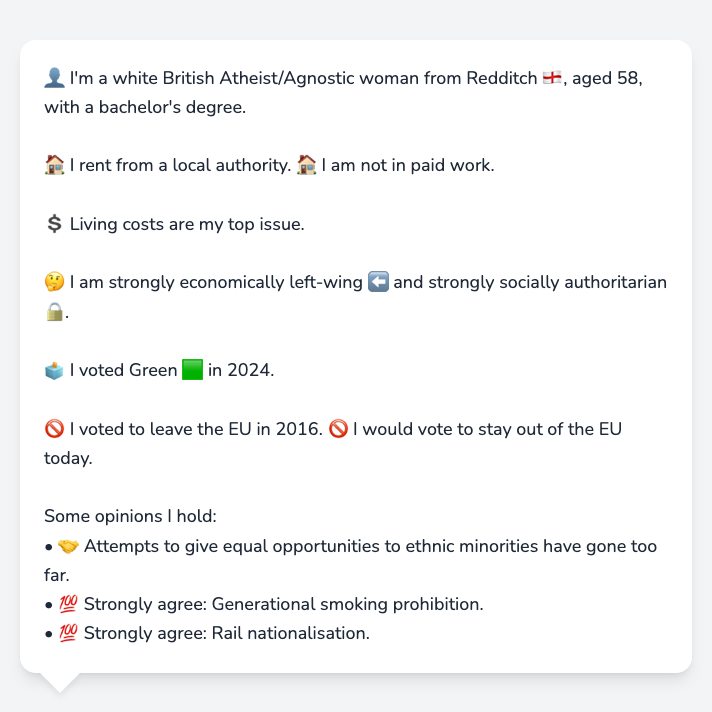 👤 I'm a white British Atheist/Agnostic woman from Redditch 🏴󠁧󠁢󠁥󠁮󠁧󠁿, aged 58,
with a bachelor's degree.
🏠 I rent from a local authority. 🏠 I am not in paid work.
💲 Living costs are my top issue.
🤔 I am strongly economically left-wing ⬅️ and strongly socially authoritarian
🔒.
🗳️ I voted Green 🟩 in 2024.
🚫 I voted to leave the EU in 2016. 🚫 I would vote to stay out of the EU
today.
Some opinions I hold:
• 🤝 Attempts to give equal opportunities to ethnic minorities have gone too
far.
• 💯 Strongly agree: Generational smoking prohibition.
• 💯 Strongly agree: Rail nationalisation.